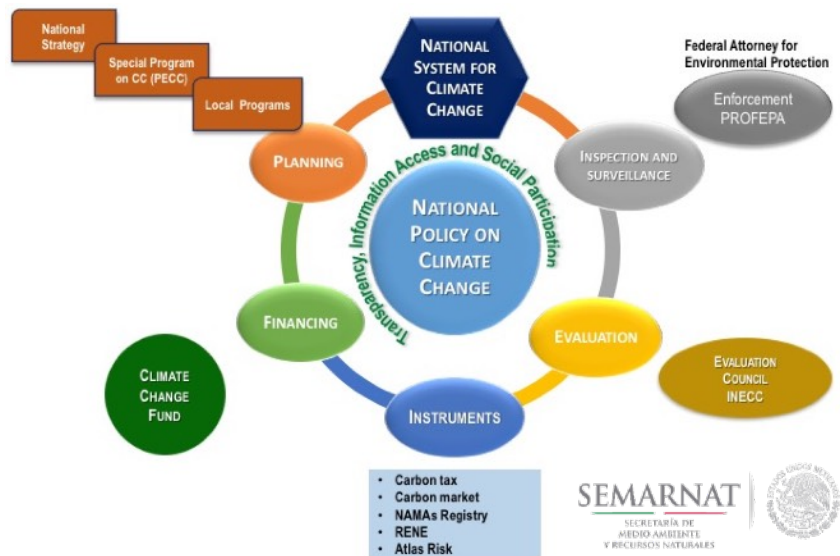 National
Strategy
Special Program
on CC (PECC)
Local Programs
NATIONAL
SYSTEM FOR
CLIMATE
CHANGE
Federal Attorney for
Environmental Protection
Enforcement
PROFEPA
PLANNING
INSPECTION AND
SURVEILLANCE
Transparency, Information Access and Social Participation
NATIONAL
POLICY ON
CLIMATE
CHANGE
FINANCING
EVALUATION
CLIMATE
CHANGE
FUND
EVALUATION
COUNCIL
INECC
INSTRUMENTS
• Carbon tax
• Carbon market
• NAMAs Registry
• RENE
• Atlas Risk
SEMARNAT
SECRETARÍA DE
MEDIO AMBIENTE
Y RECURSOS NATURALES
ESTADOS UNIDOS MEXICANOS